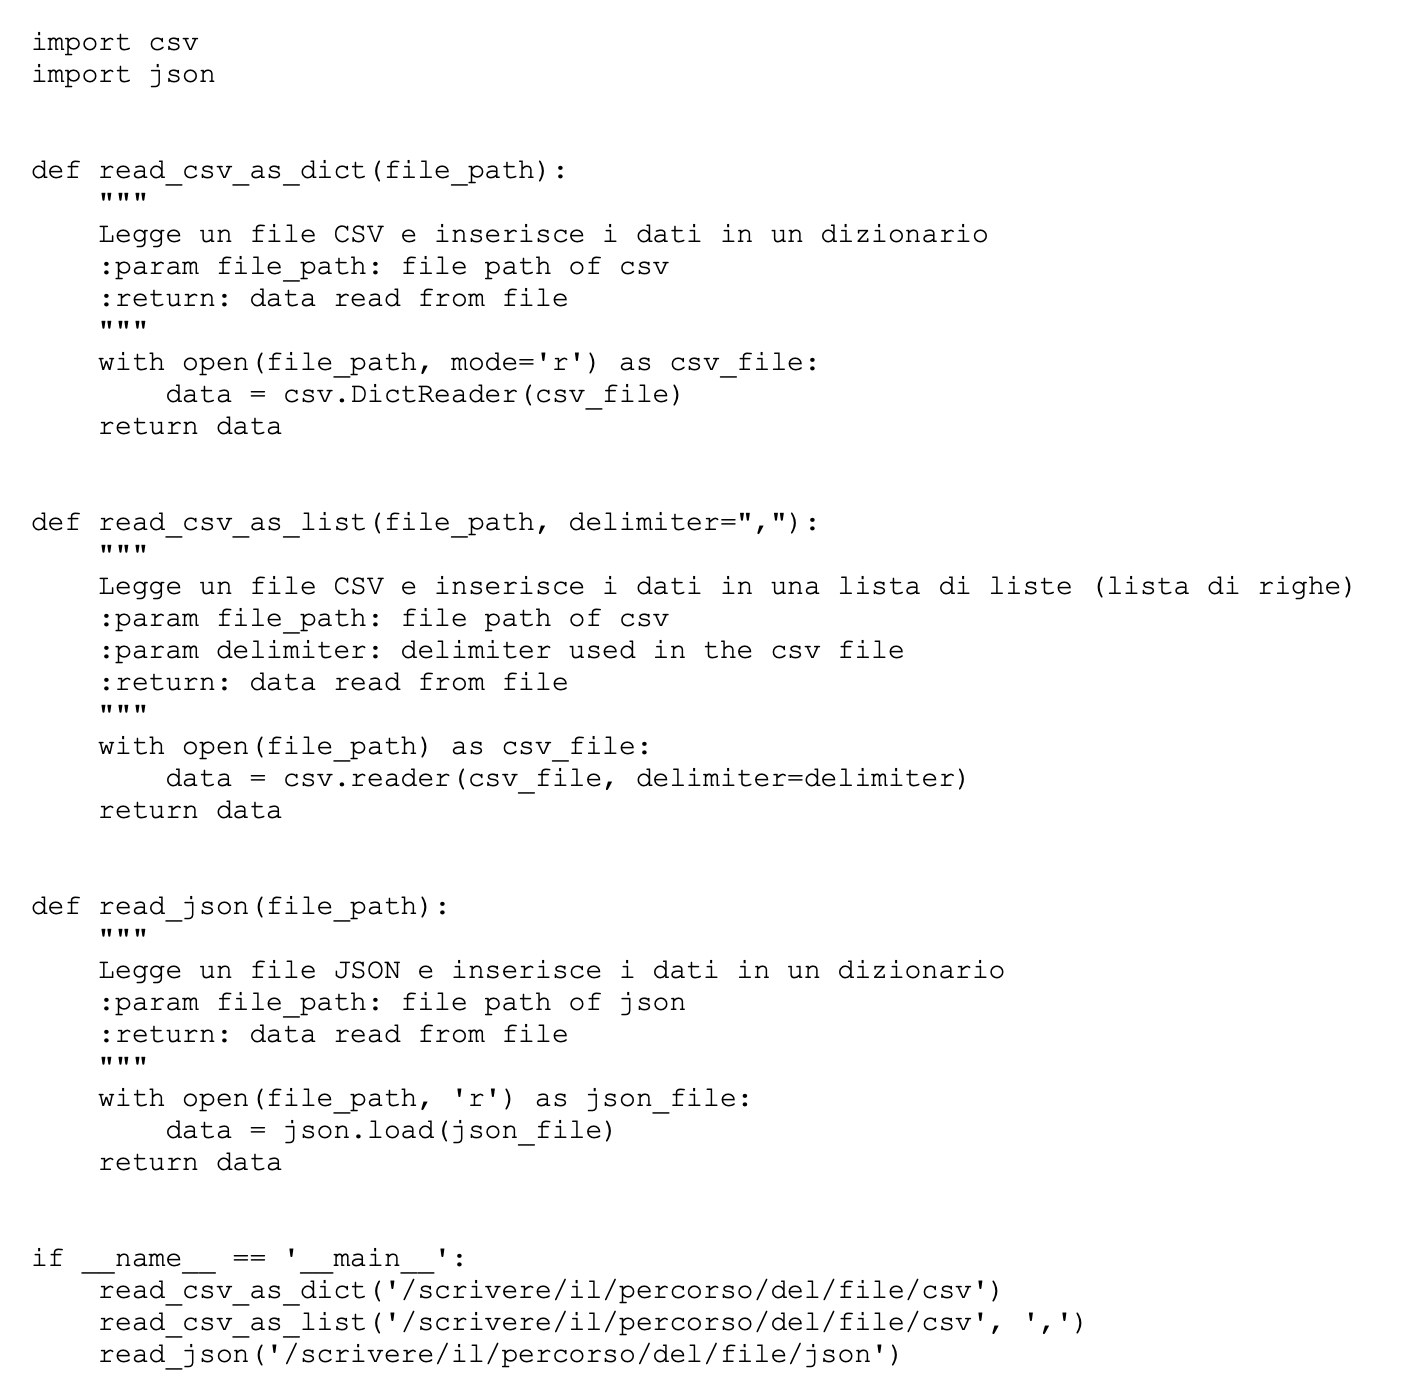 import csv
import json
def read_csv_as_dict(file_path):
    """
    Legge un file CSV e inserisce i dati in un dizionario
    :param file_path: file path of csv
    :return: data read from file
    """
    with open(file_path, mode='r') as csv_file:
        data = csv.DictReader(csv_file)
    return data
def read_csv_as_list(file_path, delimiter=","):
    """
    Legge un file CSV e inserisce i dati in una lista di liste (lista di righe)
    :param file_path: file path of csv
    :param delimiter: delimiter used in the csv file
    :return: data read from file
    """
    with open(file_path) as csv_file:
        data = csv.reader(csv_file, delimiter=delimiter)
    return data
def read_json(file_path):
    """
    Legge un file JSON e inserisce i dati in un dizionario
    :param file_path: file path of json
    :return: data read from file
    """
    with open(file_path, 'r') as json_file:
        data = json.load(json_file)
    return data
if __name__ == '__main__':
    read_csv_as_dict('/scrivere/il/percorso/del/file/csv')
    read_csv_as_list('/scrivere/il/percorso/del/file/csv', ',')
    read_json('/scrivere/il/percorso/del/file/json')